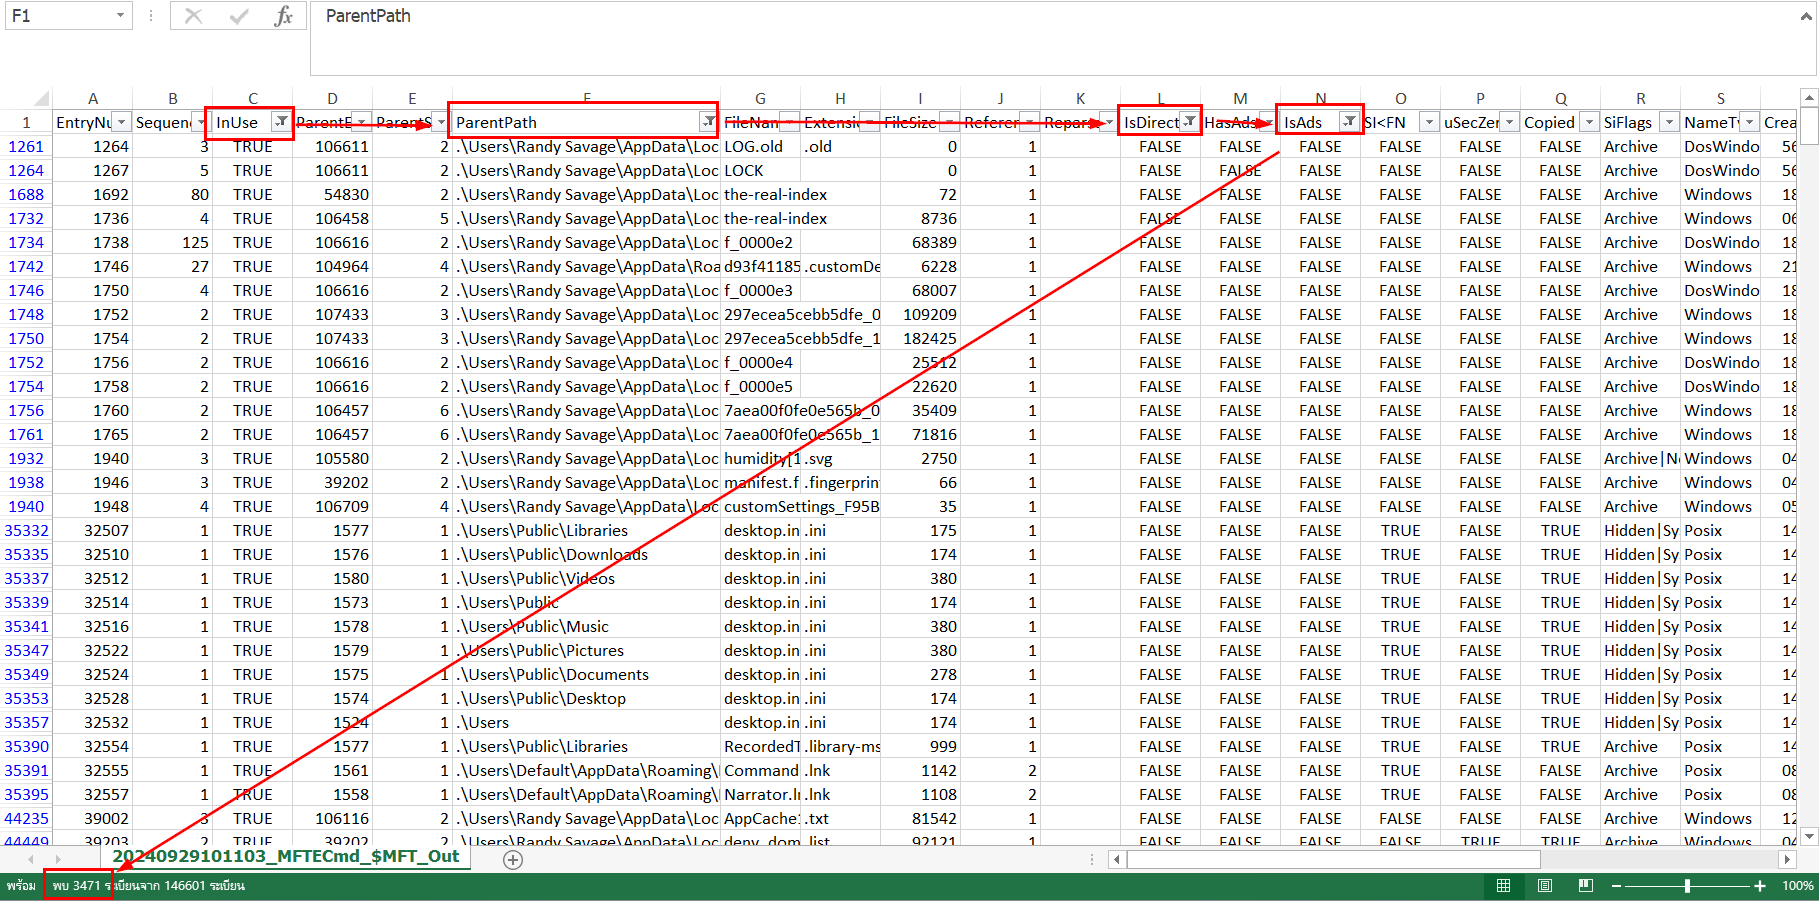 F1 fx ParentPath
A B C D E F G H I J K L M N O P Q R S
1 EntryNu Sequenc InUse ParentE ParentS ParentPath FileNam Extensi FileSize Referen Repars IsDirect HasAds IsAds SI<FN uSecZer Copied SiFlags NameTy Crea
1261 1264 3 TRUE 106611 2 .\Users\Randy Savage\AppData\Loc LOG.old .old 0 1 FALSE FALSE FALSE FALSE FALSE FALSE Archive DosWindo 56
1264 1267 5 TRUE 106611 2 .\Users\Randy Savage\AppData\Loc LOCK 0 1 FALSE FALSE FALSE FALSE FALSE FALSE Archive DosWindo 56
1688 1692 80 TRUE 54830 2 .\Users\Randy Savage\AppData\Loc the-real-index 72 1 FALSE FALSE FALSE FALSE FALSE FALSE Archive Windows 18
1732 1736 4 TRUE 106458 5 .\Users\Randy Savage\AppData\Loc the-real-index 8736 1 FALSE FALSE FALSE FALSE FALSE FALSE Archive Windows 06
1734 1738 125 TRUE 106616 2 .\Users\Randy Savage\AppData\Loc f_0000e2 68389 1 FALSE FALSE FALSE FALSE FALSE FALSE Archive DosWindo 18
1742 1746 27 TRUE 104964 4 .\Users\Randy Savage\AppData\Roa d93f41185 .customDe 6228 1 FALSE FALSE FALSE FALSE FALSE FALSE Archive Windows 21
1746 1750 4 TRUE 106616 2 .\Users\Randy Savage\AppData\Loc f_0000e3 68007 1 FALSE FALSE FALSE FALSE FALSE FALSE Archive DosWindo 18
1748 1752 2 TRUE 107433 3 .\Users\Randy Savage\AppData\Loc 297ecea5cebb5dfe_0 109209 1 FALSE FALSE FALSE FALSE FALSE FALSE Archive Windows 18
1750 1754 2 TRUE 107433 3 .\Users\Randy Savage\AppData\Loc 297ecea5cebb5dfe_1 182425 1 FALSE FALSE FALSE FALSE FALSE FALSE Archive Windows 18
1752 1756 2 TRUE 106616 2 .\Users\Randy Savage\AppData\Loc f_0000e4 25512 1 FALSE FALSE FALSE FALSE FALSE FALSE Archive DosWindo 18
1754 1758 2 TRUE 106616 2 .\Users\Randy Savage\AppData\Loc f_0000e5 22620 1 FALSE FALSE FALSE FALSE FALSE FALSE Archive DosWindo 18
1756 1760 2 TRUE 106457 6 .\Users\Randy Savage\AppData\Loc 7aea00f0fe0e565b_0 35409 1 FALSE FALSE FALSE FALSE FALSE FALSE Archive Windows 18
1761 1765 2 TRUE 106457 6 .\Users\Randy Savage\AppData\Loc 7aea00f0fe0e565b_1 71816 1 FALSE FALSE FALSE FALSE FALSE FALSE Archive Windows 18
1932 1940 3 TRUE 105580 2 .\Users\Randy Savage\AppData\Loc humidity[1 .svg 2750 1 FALSE FALSE FALSE FALSE FALSE FALSE Archive|No Windows 04
1938 1946 3 TRUE 39202 2 .\Users\Randy Savage\AppData\Loc manifest.f .fingerprint 66 1 FALSE FALSE FALSE FALSE FALSE FALSE Archive Windows 04
1940 1948 4 TRUE 106709 4 .\Users\Randy Savage\AppData\Loc customSettings_F95B 35 1 FALSE FALSE FALSE FALSE FALSE FALSE Archive Windows 05
35332 32507 1 TRUE 1577 1 .\Users\Public\Libraries desktop.in .ini 175 1 FALSE FALSE FALSE TRUE FALSE TRUE Hidden|Sy Posix 14
35335 32510 1 TRUE 1576 1 .\Users\Public\Downloads desktop.in .ini 174 1 FALSE FALSE FALSE TRUE FALSE TRUE Hidden|Sy Posix 14
35337 32512 1 TRUE 1580 1 .\Users\Public\Videos desktop.in .ini 380 1 FALSE FALSE FALSE TRUE FALSE TRUE Hidden|Sy Posix 14
35339 32514 1 TRUE 1573 1 .\Users\Public desktop.in .ini 174 1 FALSE FALSE FALSE TRUE FALSE TRUE Hidden|Sy Posix 14
35341 32516 1 TRUE 1578 1 .\Users\Public\Music desktop.in .ini 380 1 FALSE FALSE FALSE TRUE FALSE TRUE Hidden|Sy Posix 14
35347 32522 1 TRUE 1579 1 .\Users\Public\Pictures desktop.in .ini 380 1 FALSE FALSE FALSE TRUE FALSE TRUE Hidden|Sy Posix 14
35349 32524 1 TRUE 1575 1 .\Users\Public\Documents desktop.in .ini 278 1 FALSE FALSE FALSE TRUE FALSE TRUE Hidden|Sy Posix 14
35353 32528 1 TRUE 1574 1 .\Users\Public\Desktop desktop.in .ini 174 1 FALSE FALSE FALSE TRUE FALSE TRUE Hidden|Sy Posix 14
35357 32532 1 TRUE 1524 1 .\Users desktop.in .ini 174 1 FALSE FALSE FALSE TRUE FALSE TRUE Hidden|Sy Posix 14
35390 32554 1 TRUE 1577 1 .\Users\Public\Libraries RecordedT .library-ms 999 1 FALSE FALSE FALSE TRUE FALSE FALSE Archive Posix 14
35391 32555 1 TRUE 1561 1 .\Users\Default\AppData\Roaming\ Command .lnk 1142 2 FALSE FALSE FALSE TRUE FALSE FALSE Archive Posix 08
35395 32557 1 TRUE 1558 1 .\Users\Default\AppData\Roaming\ Narrator.ln .lnk 1108 2 FALSE FALSE FALSE TRUE FALSE FALSE Archive Posix 08
44235 39002 3 TRUE 106116 2 .\Users\Randy Savage\AppData\Loc AppCache1 .txt 81542 1 FALSE FALSE FALSE FALSE FALSE FALSE Archive Windows 12
44449 39203 2 TRUE 39202 2 .\Users\Randy Savage\AppData\Loc deny_dom .list 92121 1 FALSE FALSE FALSE FALSE TRUE TRUE Archive Windows 04
20240929101103_MFTECmd_$MFT_Out
พร้อม พบ 3471 ระเบียนจาก 146601 ระเบียน 100%